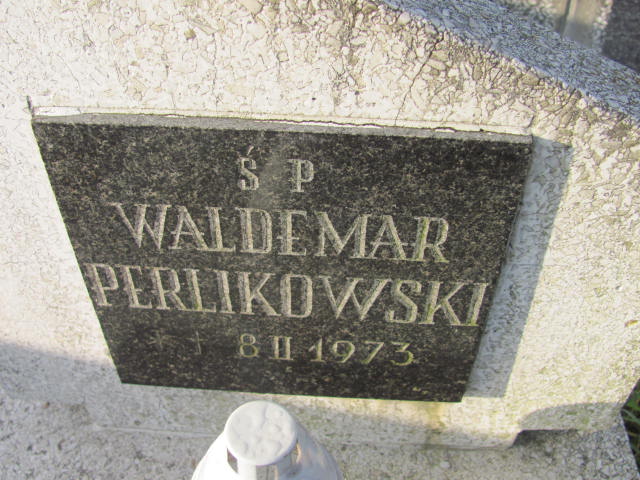 Ś P
WALDEMAR
PERLIKOWSKI
* † 8 II 1973